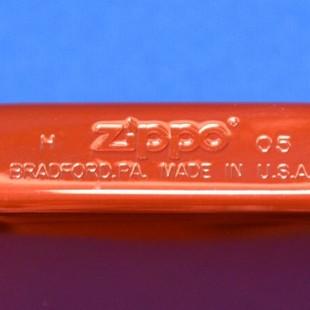 H zippo® 05
BRADFORD, PA. MADE IN U.S.A